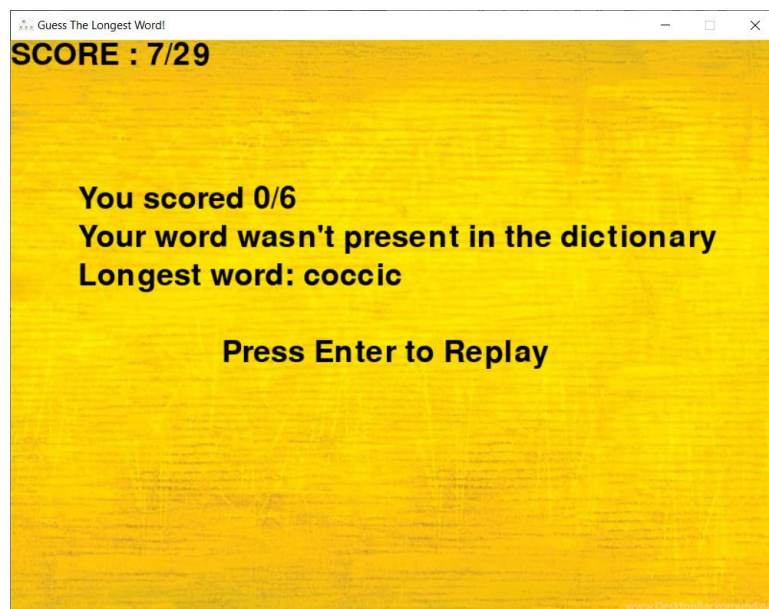 Guess The Longest Word!
SCORE : 7/29
You scored 0/6
Your word wasn't present in the dictionary
Longest word: coccic
Press Enter to Replay